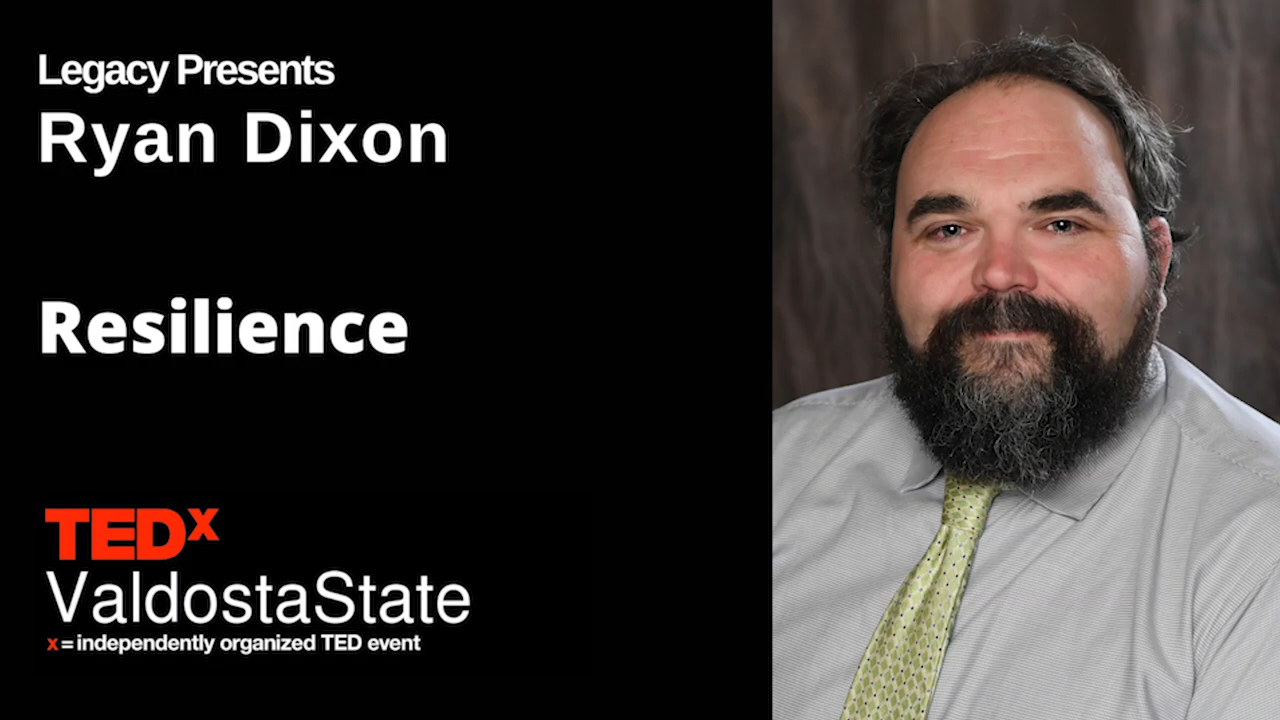 Legacy Presents
Ryan Dixon
Resilience
TEDx
ValdostaState
x = independently organized TED event